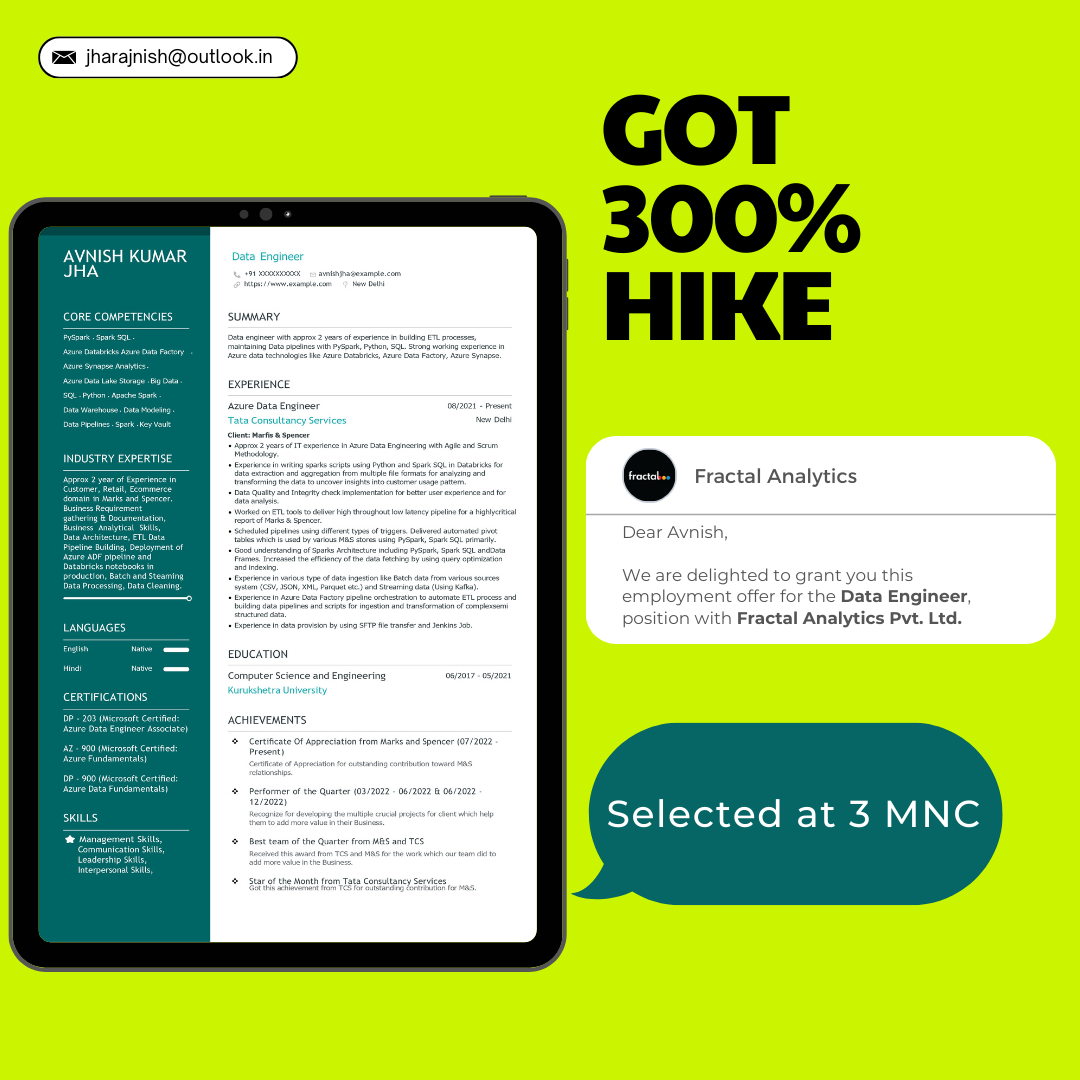 jharajnish@outlook.in
GOT
300%
HIKE
AVNISH KUMAR
JHA
CORE COMPETENCIES
PySpark . Spark SQL .
Azure Databricks Azure Data Factory .
Azure Synapse Analytics .
Azure Data Lake Storage . Big Data .
SQL . Python . Apache Spark .
Data Warehouse . Data Modeling .
Data Pipelines . Spark . Key Vault
INDUSTRY EXPERTISE
Approx 2 year of Experience in
Customer, Retail, Ecommerce
domain in Marks and Spencer.
Business Requirement
gathering & Documentation,
Business Analytical Skills,
Data Architecture, ETL Data
Pipeline Building, Deployment of
Azure ADF pipeline and
Databricks notebooks in
production, Batch and Steaming
Data Processing, Data Cleaning.
LANGUAGES
English Native
Hindi Native
CERTIFICATIONS
DP - 203 (Microsoft Certified:
Azure Data Engineer Associate)
AZ - 900 (Microsoft Certified:
Azure Fundamentals)
DP - 900 (Microsoft Certified:
Azure Data Fundamentals)
SKILLS
Management Skills,
Communication Skills,
Leadership Skills,
Interpersonal Skills,
Data Engineer
+91 XXXXXXXXXX avnishjha@example.com
https://www.example.com New Delhi
SUMMARY
Data engineer with approx 2 years of experience in building ETL processes,
maintaining Data pipelines with PySpark, Python, SQL. Strong working experience in
Azure data technologies like Azure Databricks, Azure Data Factory, Azure Synapse.
EXPERIENCE
Azure Data Engineer 08/2021 - Present
Tata Consultancy Services New Delhi
Client: Marfis & Spencer
• Approx 2 years of IT experience in Azure Data Engineering with Agile and Scrum
Methodology.
• Experience in writing sparks scripts using Python and Spark SQL in Databricks for
data extraction and aggregation from multiple file formats for analyzing and
transforming the data to uncover insights into customer usage pattern.
• Data Quality and Integrity check implementation for better user experience and for
data analysis.
• Worked on ETL tools to deliver high throughout low latency pipeline for a highlycritical
report of Marks & Spencer.
• Scheduled pipelines using different types of triggers. Delivered automated pivot
tables which is used by various M&S stores using PySpark, Spark SQL primarily.
• Good understanding of Sparks Architecture including PySpark, Spark SQL andData
Frames. Increased the efficiency of the data fetching by using query optimization
and indexing.
• Experience in various type of data ingestion like Batch data from various sources
system (CSV, JSON, XML, Parquet etc.) and Streaming data (Using Kafka).
• Experience in Azure Data Factory pipeline orchestration to automate ETL process and
building data pipelines and scripts for ingestion and transformation of complexsemi
structured data.
• Experience in data provision by using SFTP file transfer and Jenkins Job.
EDUCATION
Computer Science and Engineering 06/2017 - 05/2021
Kurukshetra University
ACHIEVEMENTS
❖ Certificate Of Appreciation from Marks and Spencer (07/2022 -
Present)
Certificate of Appreciation for outstanding contribution toward M&S
relationships.
❖ Performer of the Quarter (03/2022 - 06/2022 & 06/2022 -
12/2022)
Recognize for developing the multiple crucial projects for client which help
them to add more value in their Business.
❖ Best team of the Quarter from M&S and TCS
Received this award from TCS and M&S for the work which our team did to
add more value in the Business.
❖ Star of the Month from Tata Consultancy Services
Got this achievement from TCS for outstanding contribution for M&S.
fractal
Fractal Analytics
Dear Avnish,
We are delighted to grant you this
employment offer for the Data Engineer,
position with Fractal Analytics Pvt. Ltd.
Selected at 3 MNC